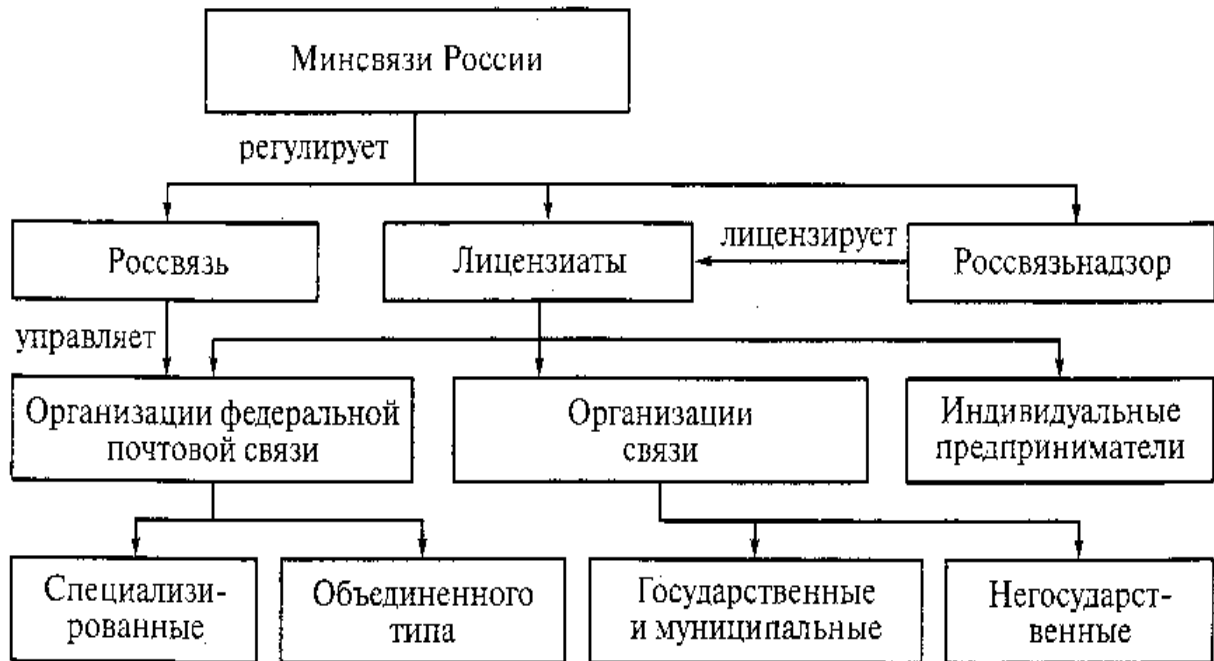 Минсвязи России
регулирует
Россвязь
Лицензиаты
лицензирует
Россвязьнадзор
управляет
Организации федеральной
почтовой связи
Организации
связи
Индивидуальные
предприниматели
Специализи-
рованные
Объединенного
типа
Государственные
и муниципальные
Негосударст-
венные